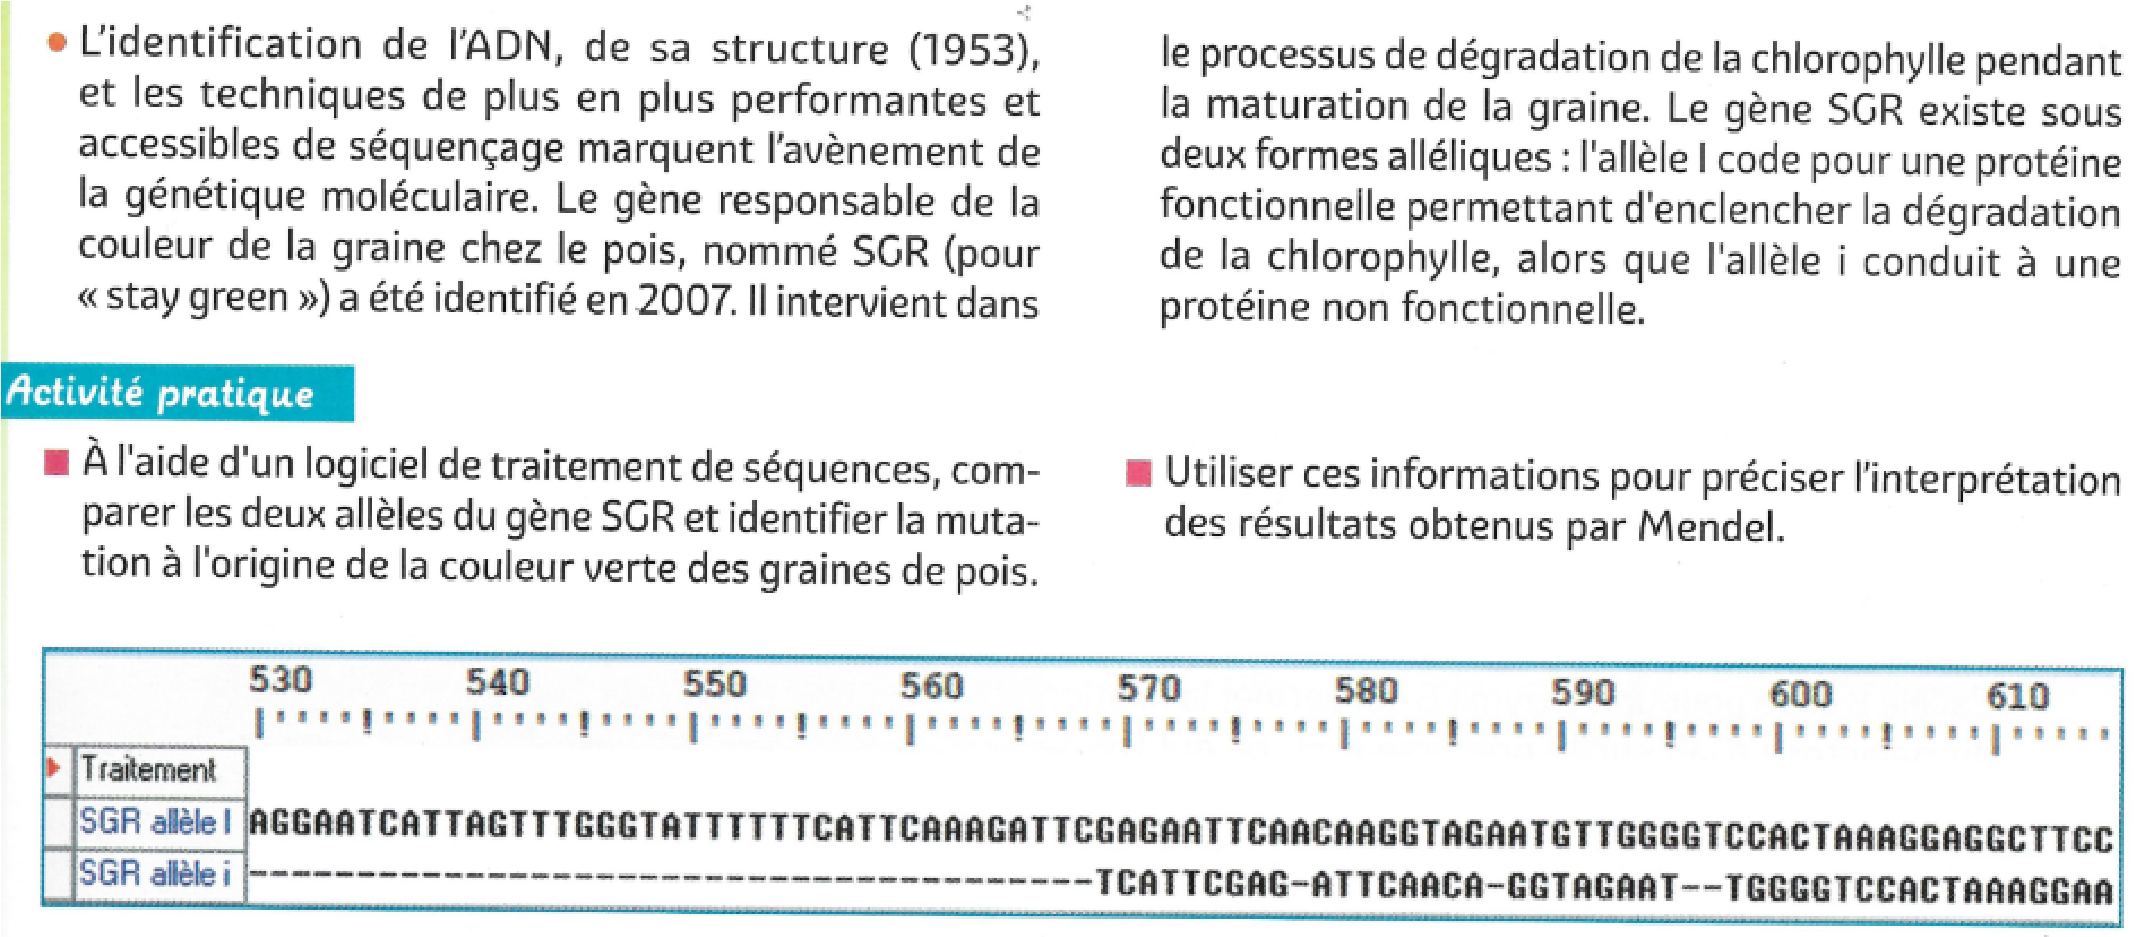 ● L'identification de l'ADN, de sa structure (1953),
et les techniques de plus en plus performantes et
accessibles de séquençage marquent l'avènement de
la génétique moléculaire. Le gène responsable de la
couleur de la graine chez le pois, nommé SGR (pour
« stay green ») a été identifié en 2007. Il intervient dans
le processus de dégradation de la chlorophylle pendant
la maturation de la graine. Le gène SGR existe sous
deux formes alléliques : l'allèle I code pour une protéine
fonctionnelle permettant d'enclencher la dégradation
de la chlorophylle, alors que l'allèle i conduit à une
protéine non fonctionnelle.
Activité pratique
■ À l'aide d'un logiciel de traitement de séquences, com-
parer les deux allèles du gène SGR et identifier la muta-
tion à l'origine de la couleur verte des graines de pois.
■ Utiliser ces informations pour préciser l'interprétation
des résultats obtenus par Mendel.
530 540 550 560 570 580 590 600 610
Traitement
SGR allèle I AGGAATCATTAGTTTGGGTATTTTTTCATTCAAAGATTCGAGAATTCAACAAGGTAGAATGTTGGGGTCCACTAAAGGAGGCTTCC
SGR allèle i ---------------------------------------TCATTCGAG-ATTCAACA-GGTAGAAT--TGGGGTCCACTAAAGGAA